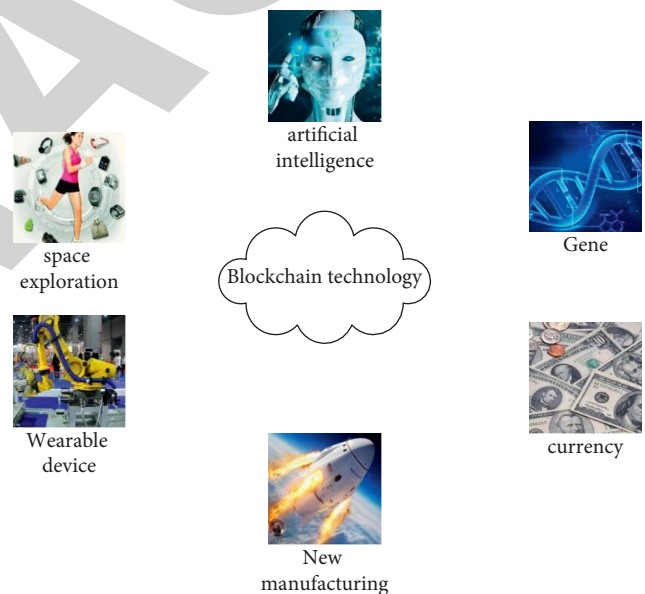 artificial
intelligence
space
exploration
Gene
Blockchain technology
Wearable
device
currency
New
manufacturing